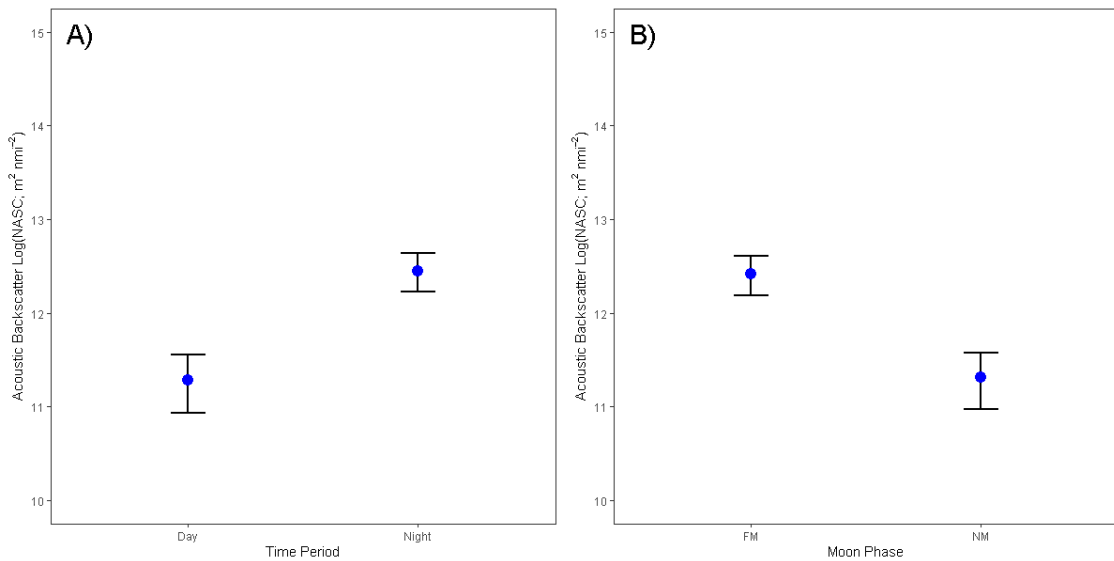 A)
Acoustic Backscatter Log(NASC; m² nmi⁻²)
15
14
13
12
11
10
Day Night
Time Period
B)
Acoustic Backscatter Log(NASC; m² nmi⁻²)
15
14
13
12
11
10
FM NM
Moon Phase